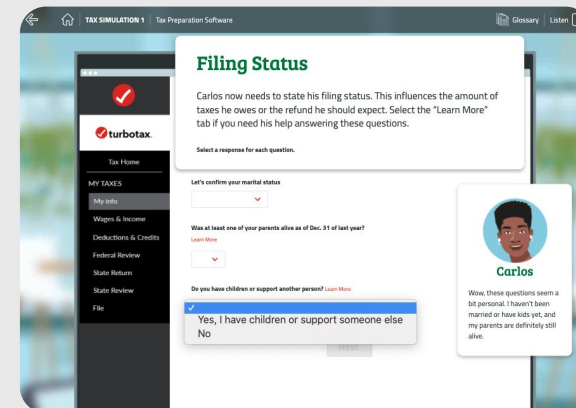 TAX SIMULATION 1 | Tax Preparation Software
Glossary | Listen
Filing Status
Carlos now needs to state his filing status. This influences the amount of
taxes he owes or the refund he should expect. Select the "Learn More"
tab if you need his help answering these questions.
Select a response for each question.
turbotax.
Tax Home
MY TAXES
My info
Wages & Income
Deductions & Credits
Federal Review
State Return
State Review
File
Let's confirm your marital status
Was at least one of your parents alive as of Dec. 31 of last year?
Learn More
Do you have children or support another person? Learn More
Yes, I have children or support someone else
No
Next
Carlos
Wow, these questions seem a
bit personal. I haven't been
married or have kids yet, and
my parents are definitely still
alive.